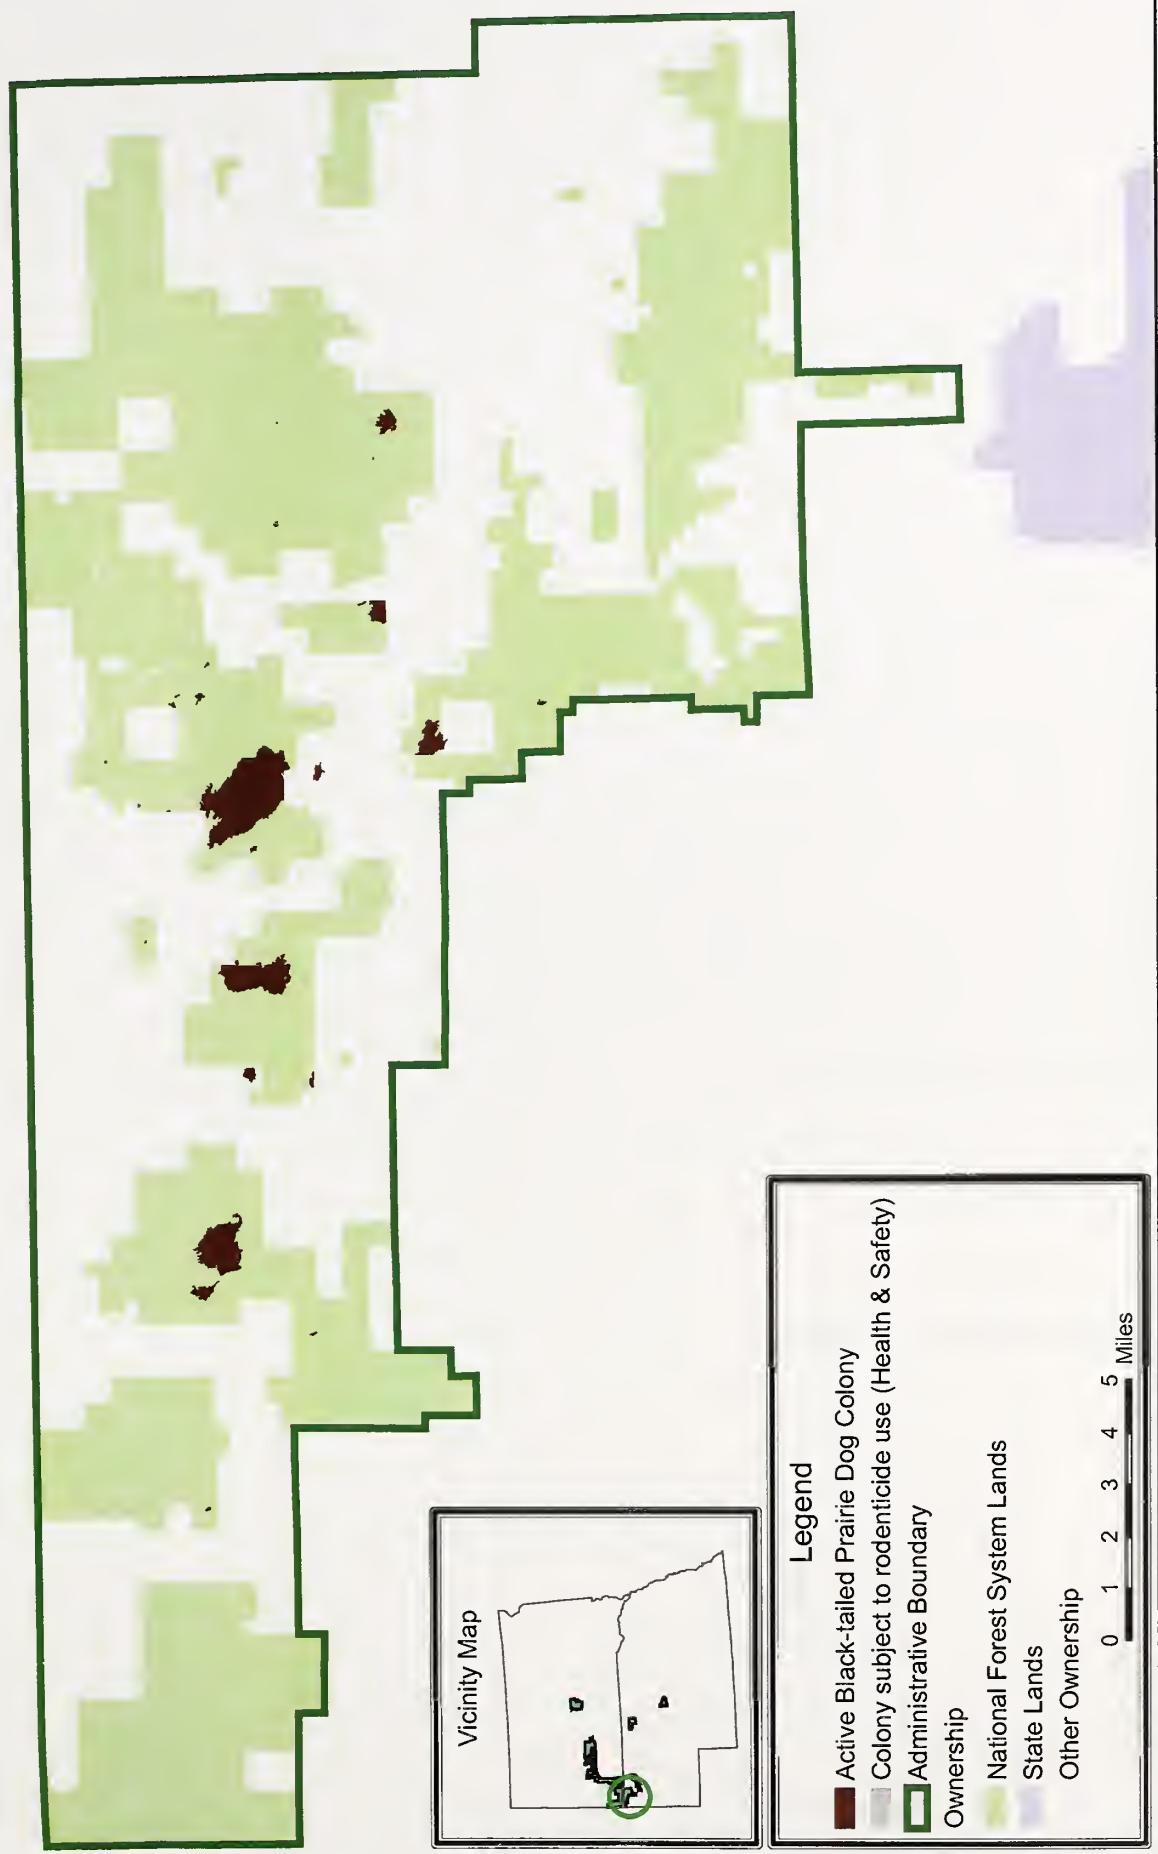 Vicinity Map
Legend
Active Black-tailed Prairie Dog Colony
Colony subject to rodenticide use (Health & Safety)
Administrative Boundary
Ownership
National Forest System Lands
State Lands
Other Ownership
0 1 2 3 4 5
Miles